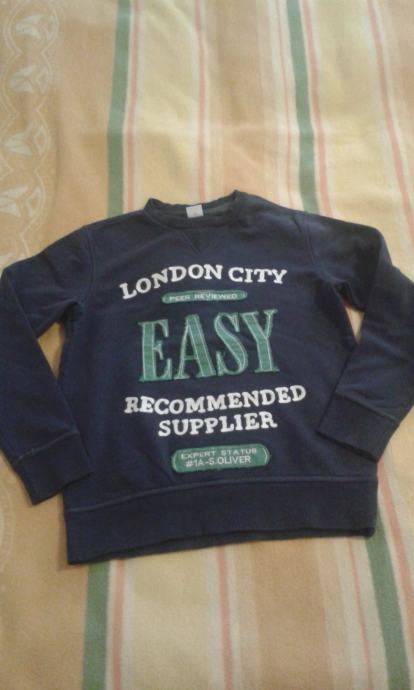 LONDON CITY
PEER REVIEWED
EASY
RECOMMENDED
SUPPLIER
EXPERT STATUS
#1A-S.OLIVER